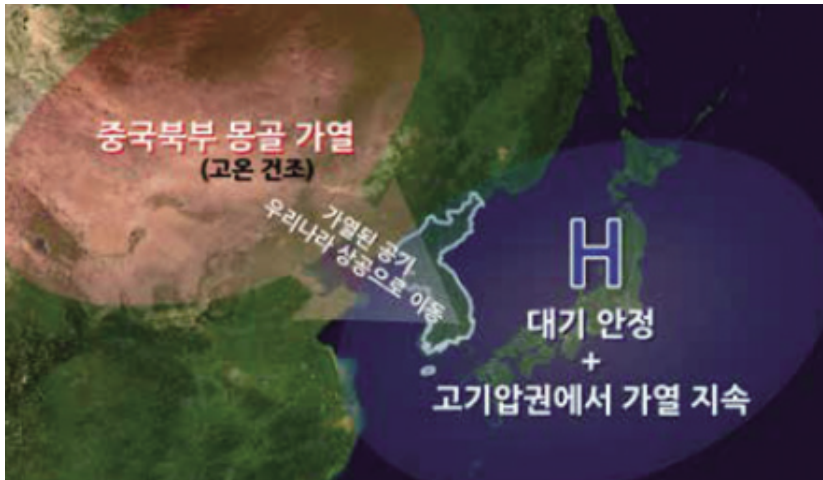 중국북부 몽골 가열
(고온 건조)
가열된 공기
우리나라 상공으로 이동
H
대기 안정
+
고기압권에서 가열 지속